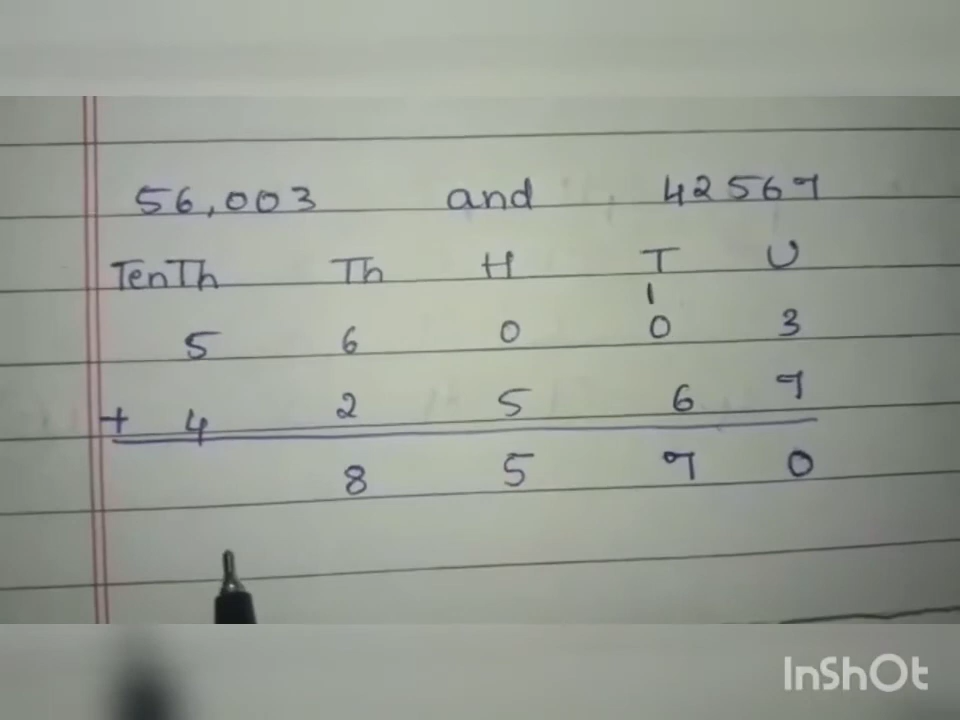 56,003 and 42567
TenTh Th H T U
1
5 6 0 0 3
+ 4 2 5 6 7
8 5 7 0
InShOt